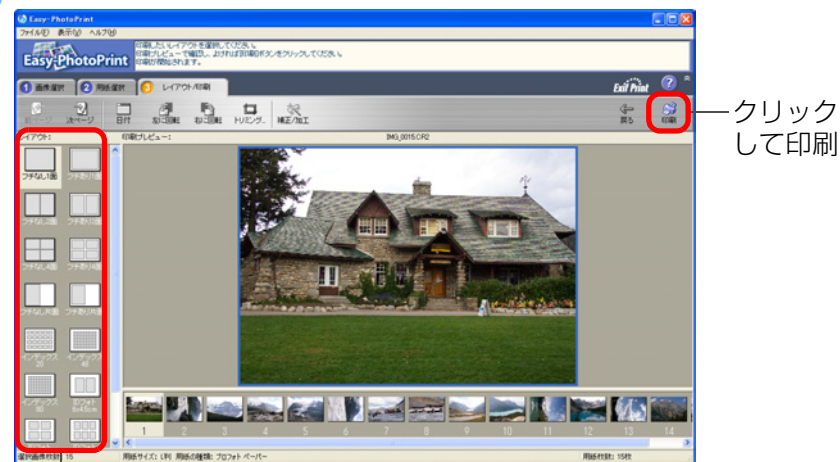 Easy-PhotoPrint
ファイル(F) 表示(V) ヘルプ(H)
Easy-PhotoPrint
印刷したいレイアウトを選択してください。
印刷プレビューで確認し、よければ[印刷]ボタンをクリックしてください。
印刷が開始されます。
1 画像選択 2 用紙選択 3 レイアウト/印刷
Exif Print
前ページ 次ページ 日付 左に回転 右に回転 トリミング... 補正/加工 戻る 印刷
クリック
して印刷
レイアウト: 印刷プレビュー: IMG_0015.CR2
フチなし1面 フチあり1面
フチなし2面 フチあり2面
フチなし4面 フチあり4面
フチなし片面 フチあり片面
インデックス 20 インデックス 40
インデックス 80 IDフォト
1 2 3 4 5 6 7 8 9 10 11 12 13 14
選択画像枚数: 15 用紙サイズ: L判 用紙の種類: プロフォトペーパー 用紙枚数: 15枚